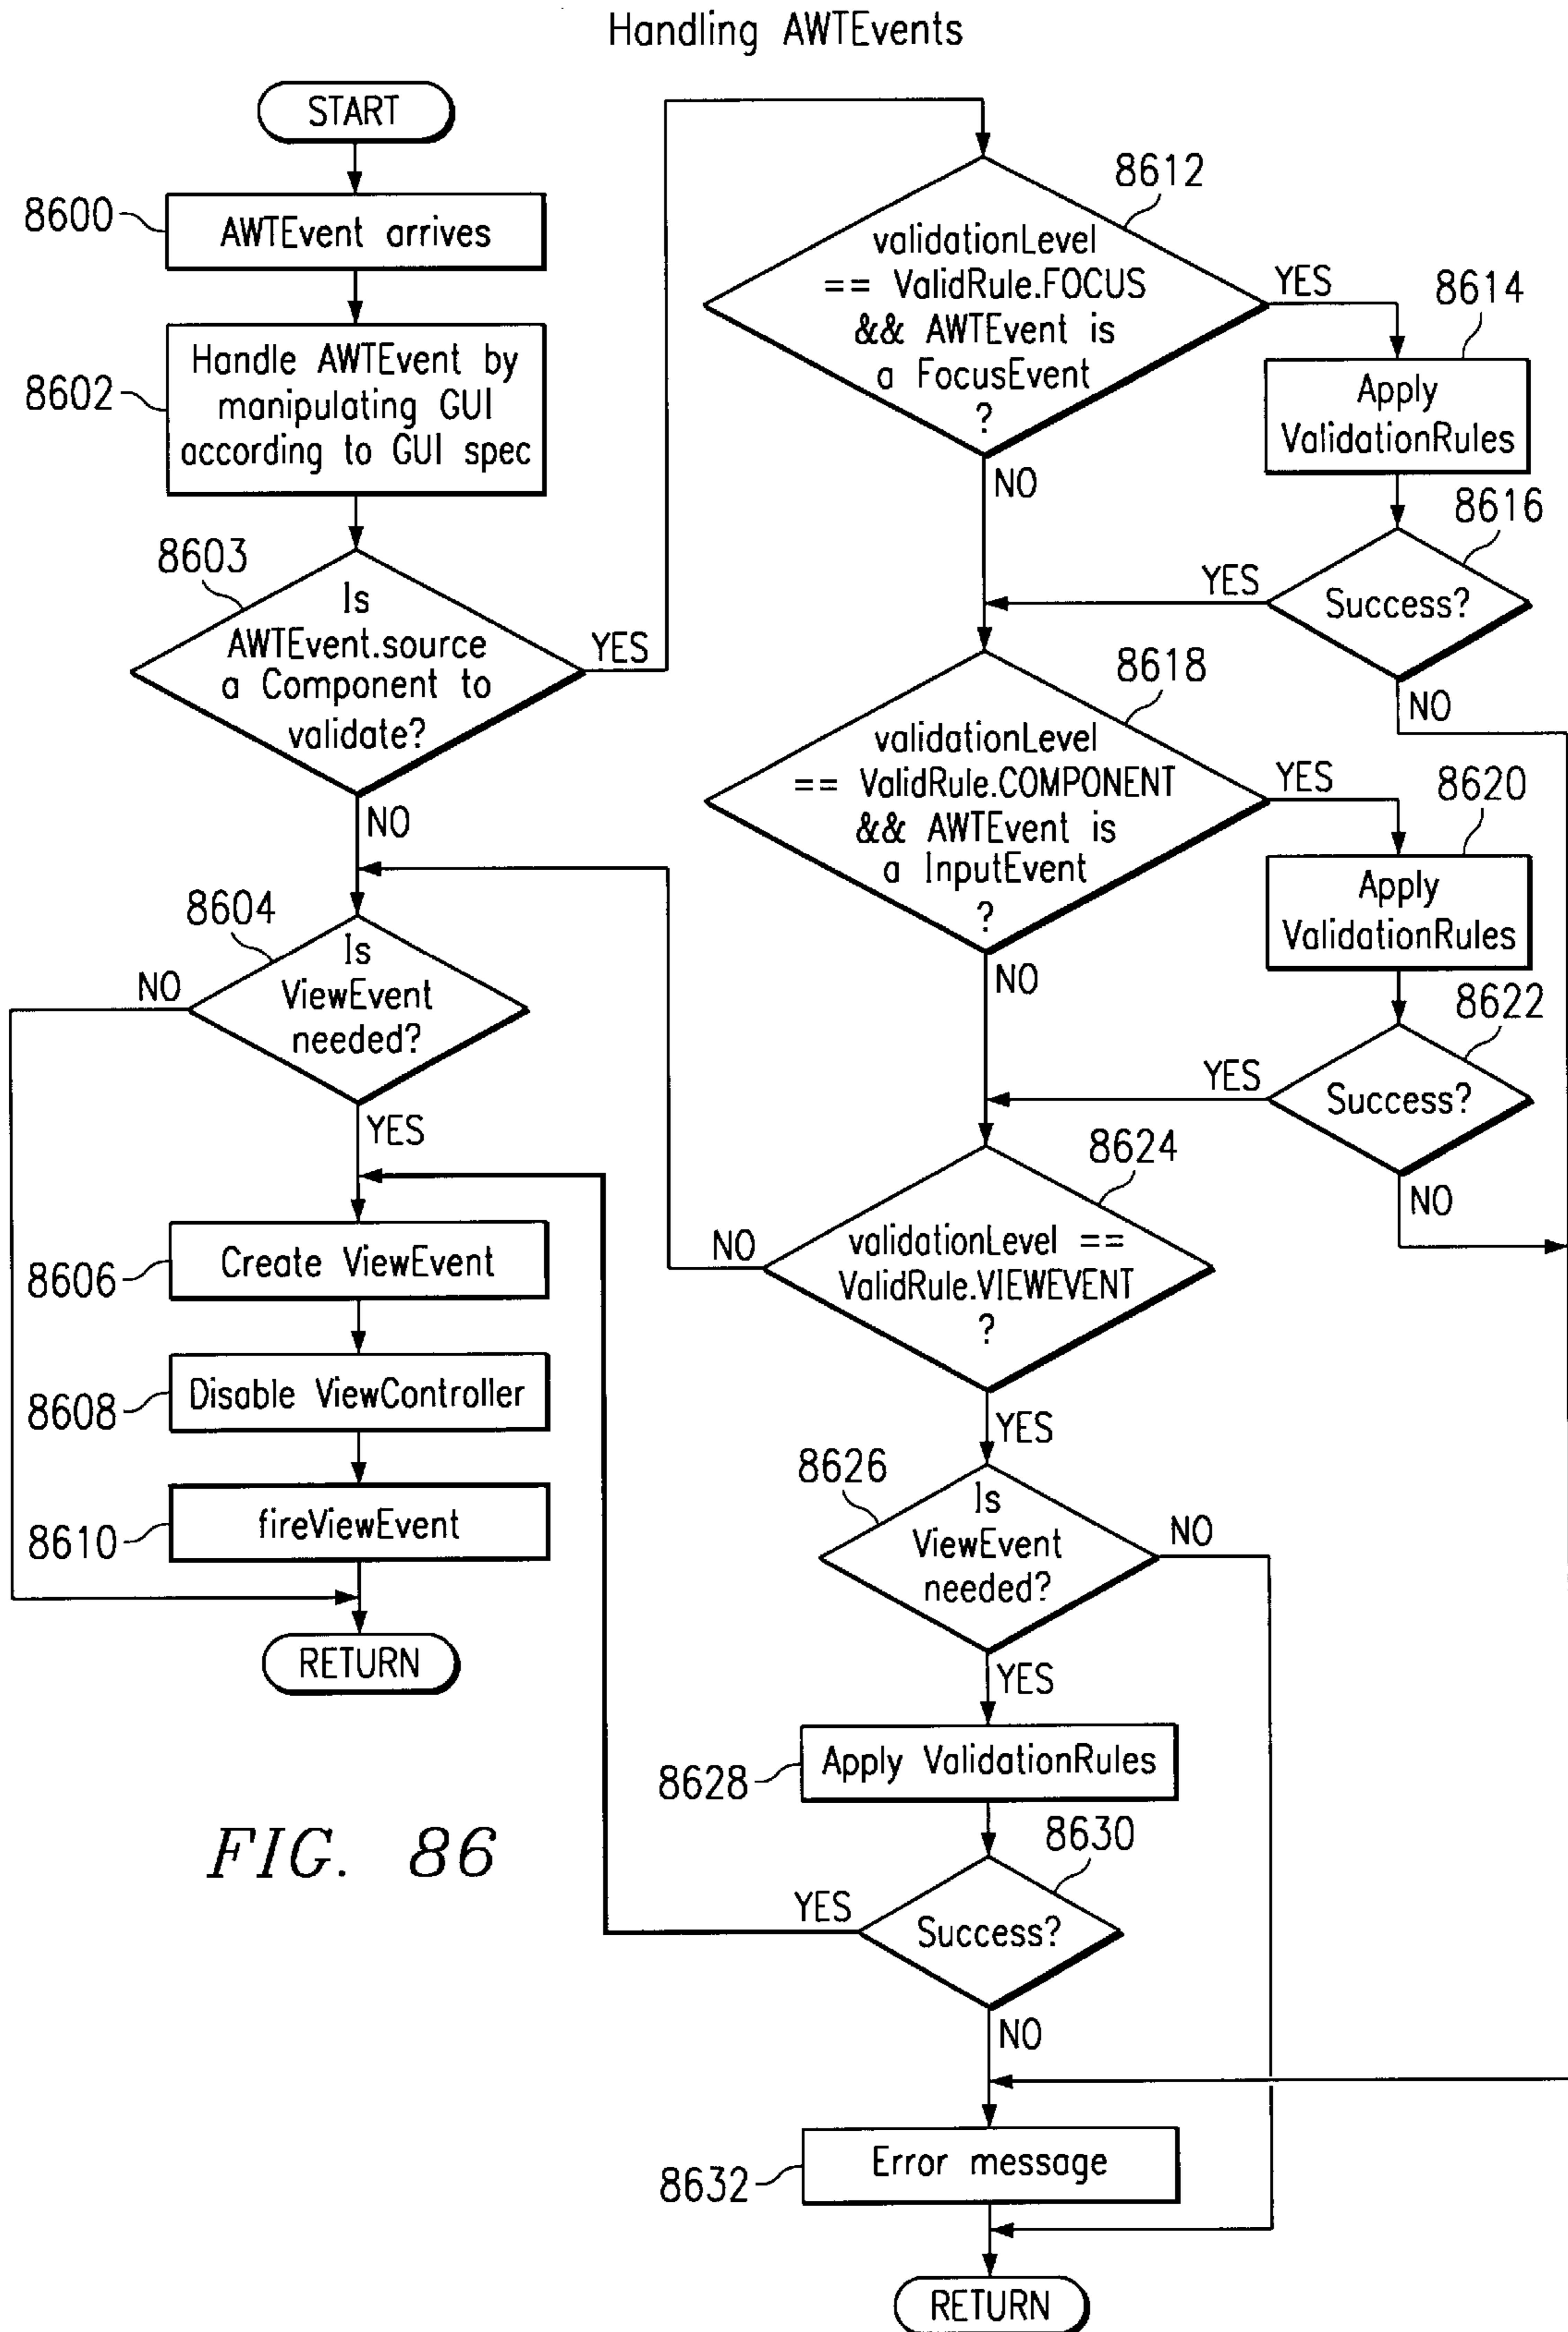 Handling AWTEvents
START
8600
AWTEvent arrives
8602
Handle AWTEvent by
manipulating GUI
according to GUI spec
8603
Is
AWTEvent.source
a Component to
validate?
YES
NO
8604
Is
ViewEvent
needed?
NO
YES
8606
Create ViewEvent
8608
Disable ViewController
8610
fireViewEvent
RETURN
8612
validationLevel
== ValidRule.FOCUS
&& AWTEvent is
a FocusEvent
?
YES
NO
8614
Apply
ValidationRules
8616
Success?
YES
NO
8618
validationLevel
== ValidRule.COMPONENT
&& AWTEvent is
a InputEvent
?
YES
NO
8620
Apply
ValidationRules
8622
Success?
YES
NO
8624
validationLevel ==
ValidRule.VIEWEVENT
?
NO
YES
8626
Is
ViewEvent
needed?
NO
YES
8628
Apply ValidationRules
8630
Success?
YES
NO
8632
Error message
RETURN
FIG. 86